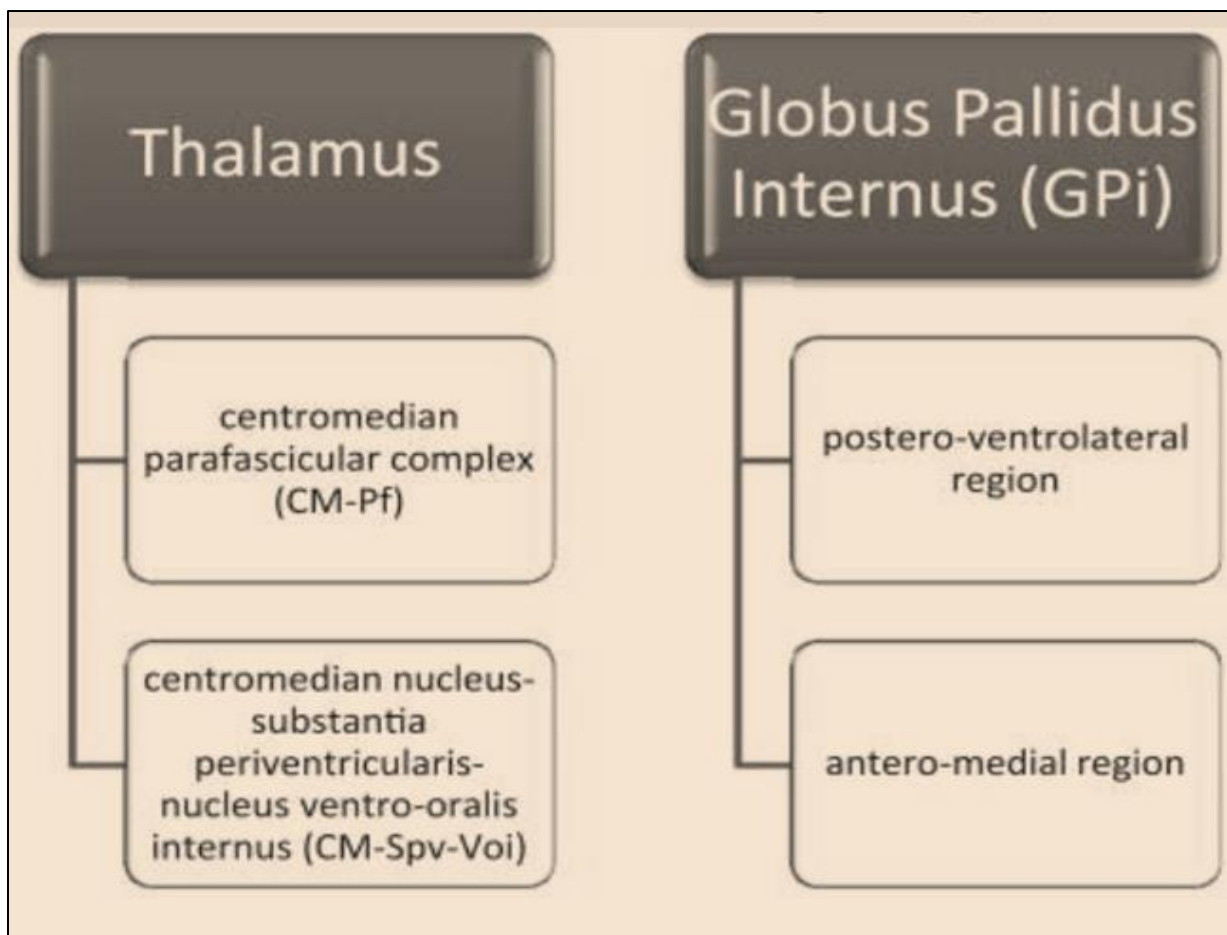 Thalamus
centromedian
parafascicular complex
(CM-Pf)
centromedian nucleus-
substantia
periventricularis-
nucleus ventro-oralis
internus (CM-Spv-Voi)
Globus Pallidus
Internus (GPi)
postero-ventrolateral
region
antero-medial region